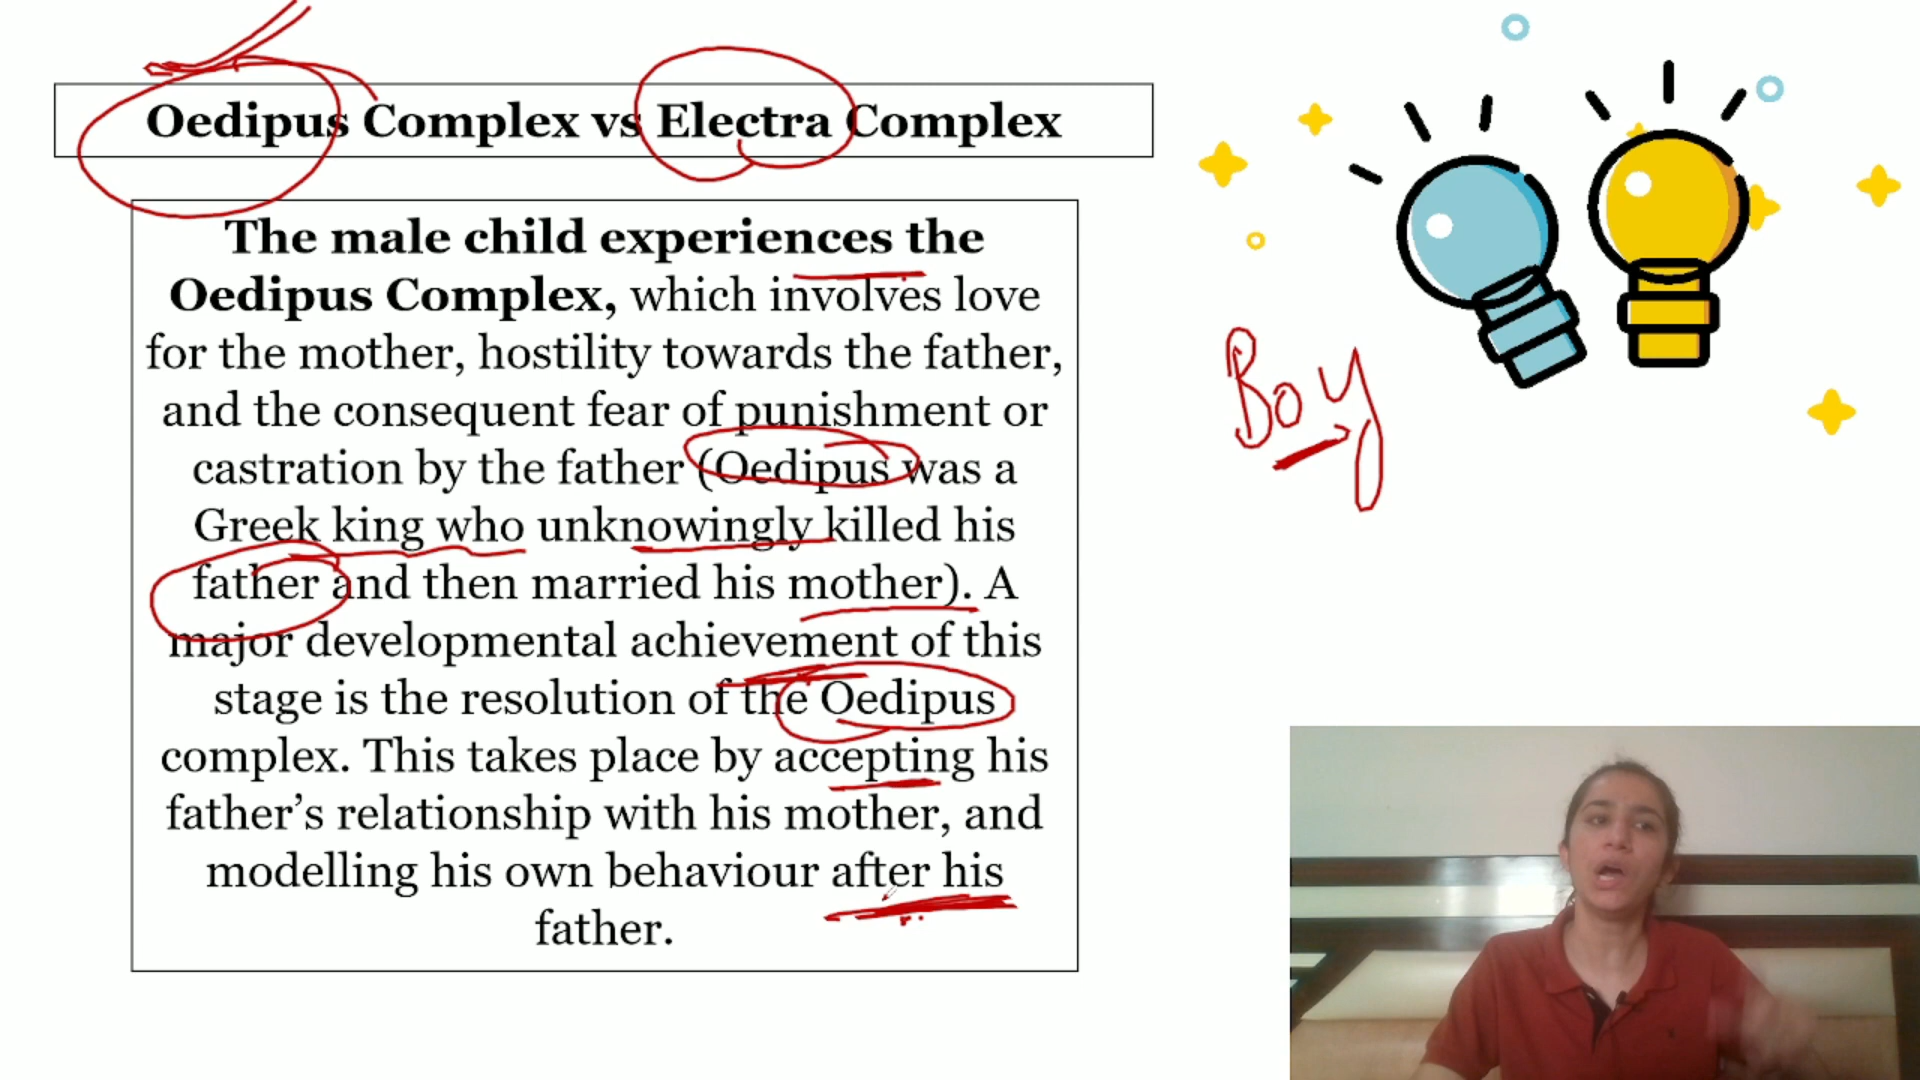 Oedipus Complex vs Electra Complex
The male child experiences the
Oedipus Complex, which involves love
for the mother, hostility towards the father,
and the consequent fear of punishment or
castration by the father (Oedipus was a
Greek king who unknowingly killed his
father and then married his mother). A
major developmental achievement of this
stage is the resolution of the Oedipus
complex. This takes place by accepting his
father’s relationship with his mother, and
modelling his own behaviour after his
father.
Boy